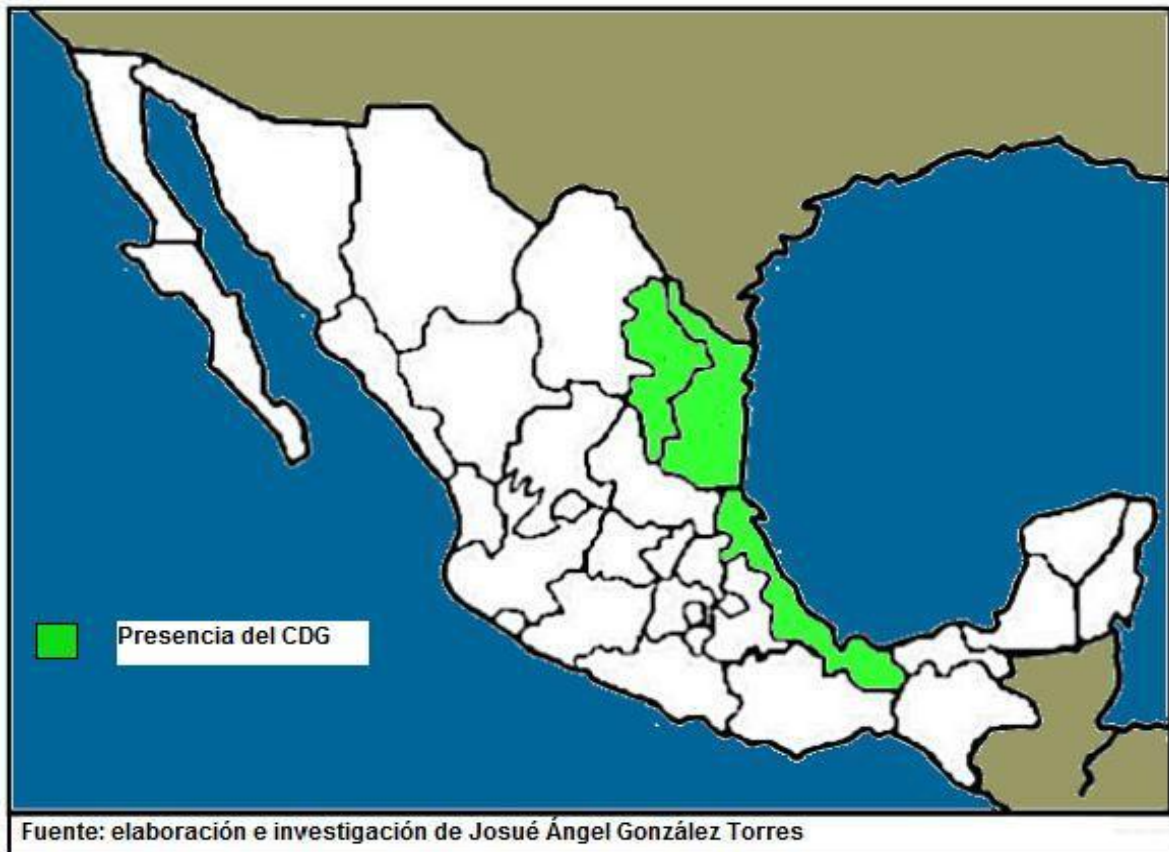 Presencia del CDG
Fuente: elaboración e investigación de Josué Ángel González Torres